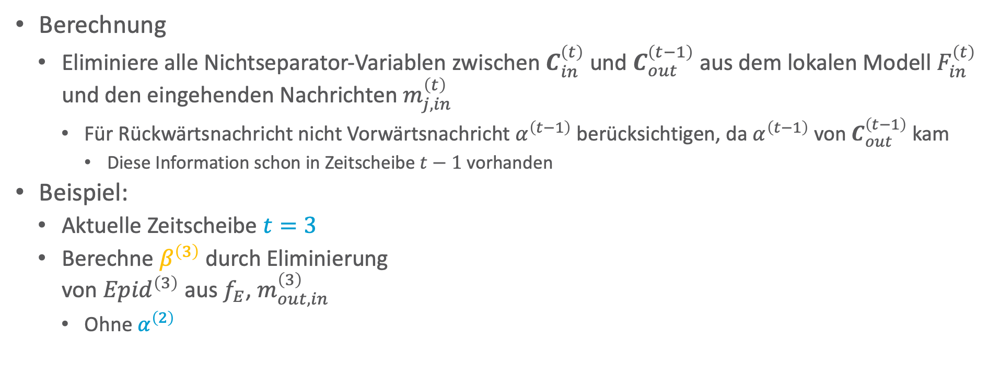 • Berechnung
• Eliminiere alle Nichtseparator-Variablen zwischen $\boldsymbol{C}_{in}^{(t)}$ und $\boldsymbol{C}_{out}^{(t-1)}$ aus dem lokalen Modell $F_{in}^{(t)}$
und den eingehenden Nachrichten $m_{j,in}^{(t)}$
• Für Rückwärtsnachricht nicht Vorwärtsnachricht $\alpha^{(t-1)}$ berücksichtigen, da $\alpha^{(t-1)}$ von $\boldsymbol{C}_{out}^{(t-1)}$ kam
• Diese Information schon in Zeitscheibe $t-1$ vorhanden
• Beispiel:
• Aktuelle Zeitscheibe $t=3$
• Berechne $\beta^{(3)}$ durch Eliminierung
von $Epid^{(3)}$ aus $f_E$, $m_{out,in}^{(3)}$
• Ohne $\alpha^{(2)}$